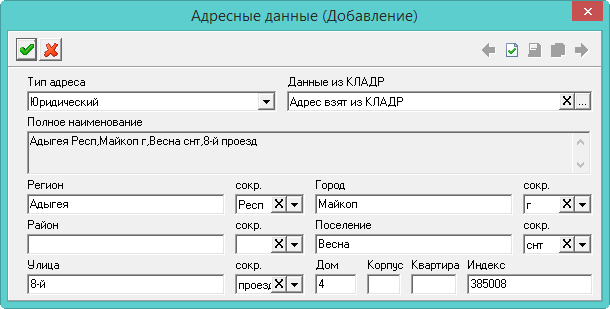 Адресные данные (Добавление)
Тип адреса Данные из КЛАДР
Юридический Адрес взят из КЛАДР X ...
Полное наименование
Адыгея Респ,Майкоп г,Весна снт,8-й проезд
Регион сокр. Город сокр.
Адыгея Респ X Майкоп г X
Район сокр. Поселение сокр.
X Весна снт X
Улица сокр. Дом Корпус Квартира Индекс
8-й проезд X 4 385008